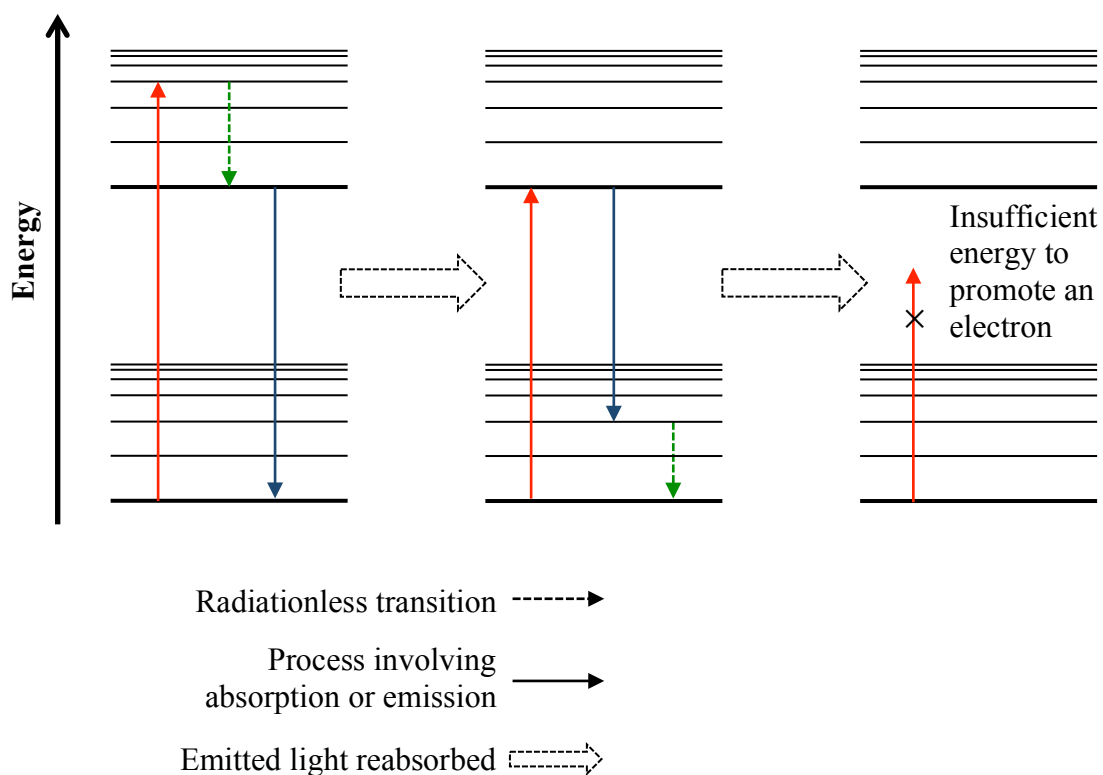 Energy
Insufficient
energy to
promote an
electron
Radiationless transition
Process involving
absorption or emission
Emitted light reabsorbed